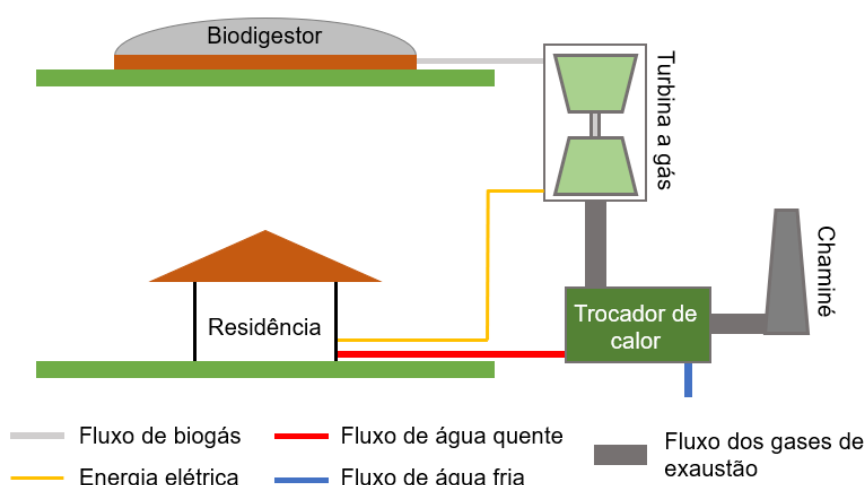 Biodigestor
Turbina a gás
Chaminé
Residência
Trocador de
calor
Fluxo de biogás
Fluxo de água quente
Fluxo dos gases de
exaustão
Energia elétrica
Fluxo de água fria